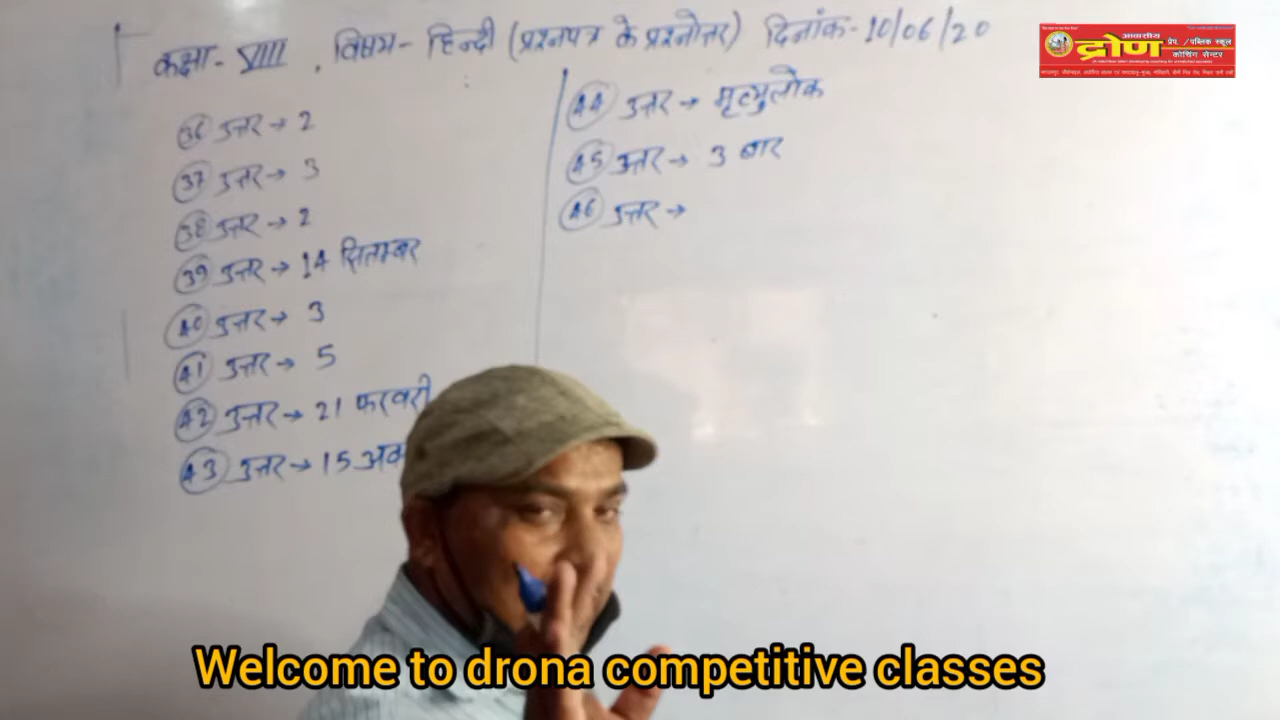 कक्षा- VIII , विषय- हिन्दी (प्रश्नपत्र के प्रश्नोत्तर) दिनांक-10/06/20
36 उत्तर → 2
37 उत्तर → 3
38 उत्तर → 2
39 उत्तर → 14 सितम्बर
40 उत्तर → 3
41 उत्तर → 5
42 उत्तर → 21 फरवरी
43 उत्तर → 15
44 उत्तर → मृत्युलोक
45 उत्तर → 3 बार
46 उत्तर →
आवासीय
द्रोण प्रेप. /पब्लिक स्कूल
कोचिंग सेन्टर
Welcome to drona competitive classes